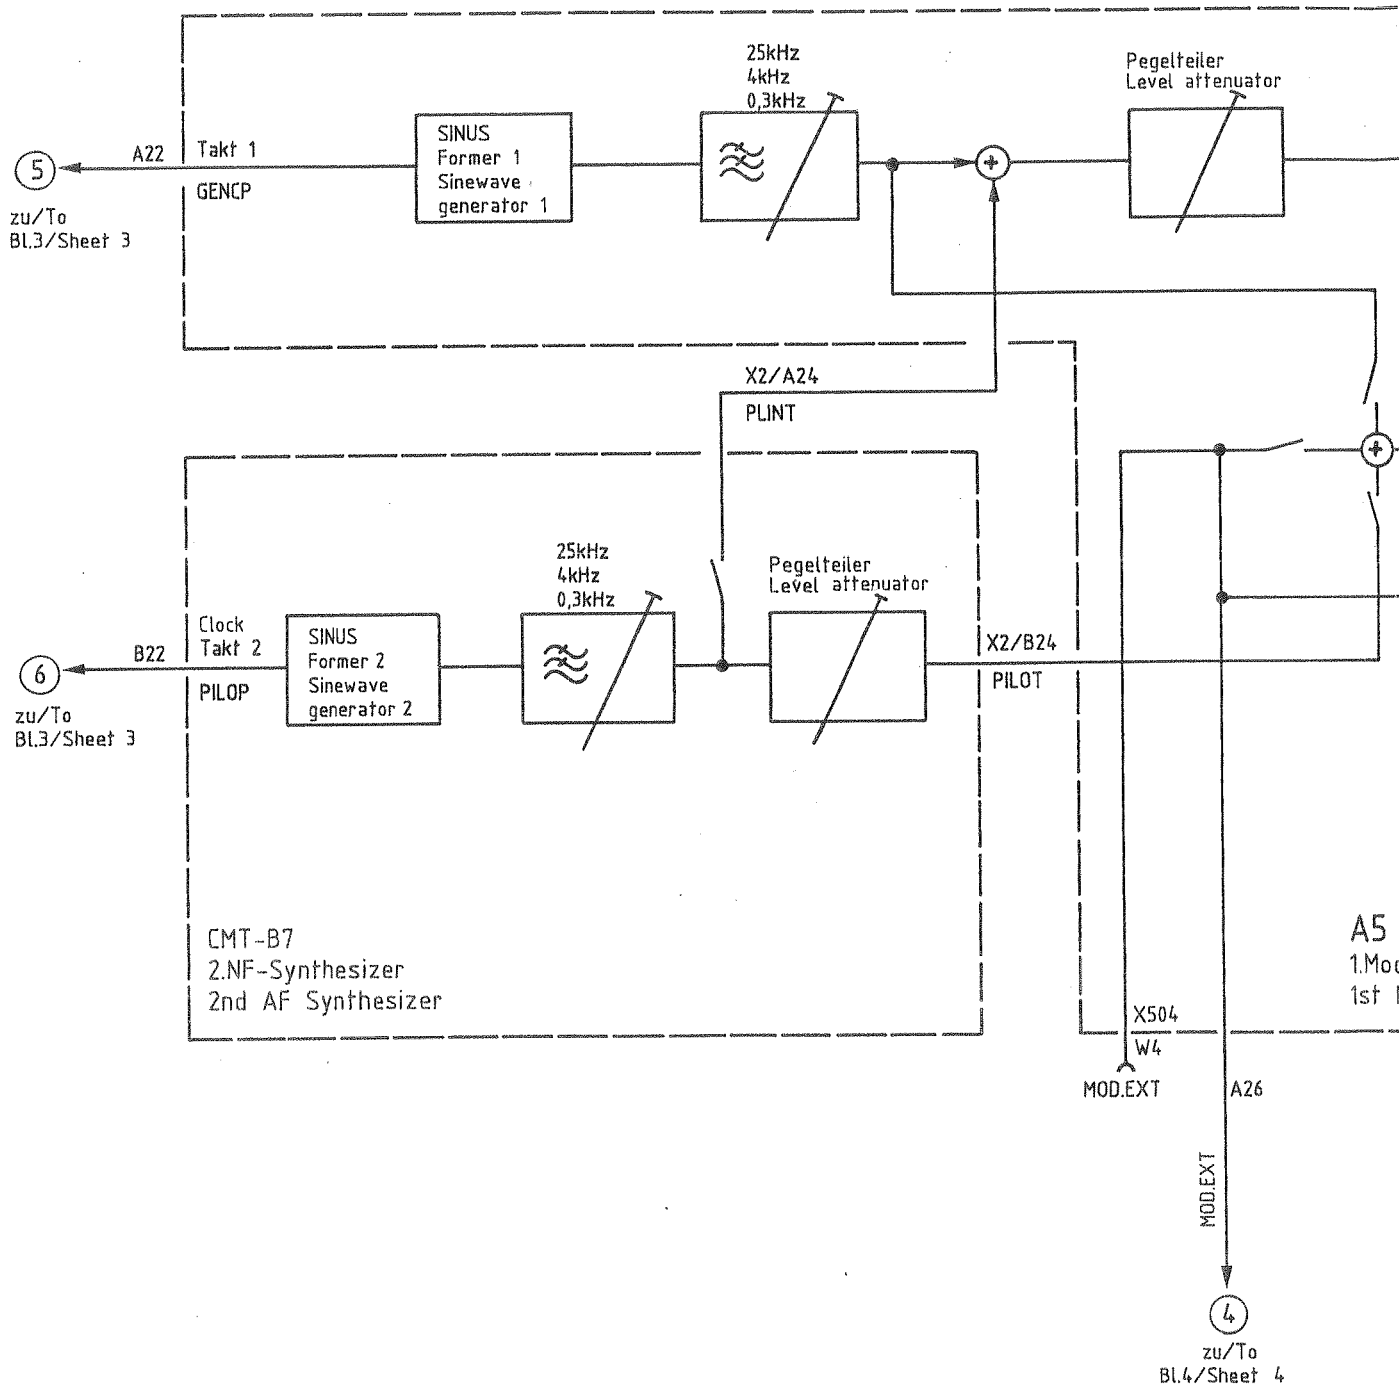 25kHz
4kHz
0,3kHz
Pegelteiler
Level attenuator
5
A22
Takt 1
GENCP
zu/To
Bl.3/Sheet 3
SINUS
Former 1
Sinewave
generator 1
+
X2/A24
PLINT
+
25kHz
4kHz
0,3kHz
Pegelteiler
Level attenuator
6
B22
Clock
Takt 2
PILOP
zu/To
Bl.3/Sheet 3
SINUS
Former 2
Sinewave
generator 2
X2/B24
PILOT
CMT-B7
2.NF-Synthesizer
2nd AF Synthesizer
A5
1.Mod
1st
X504
W4
MOD.EXT
A26
MOD.EXT
4
zu/To
Bl.4/Sheet 4